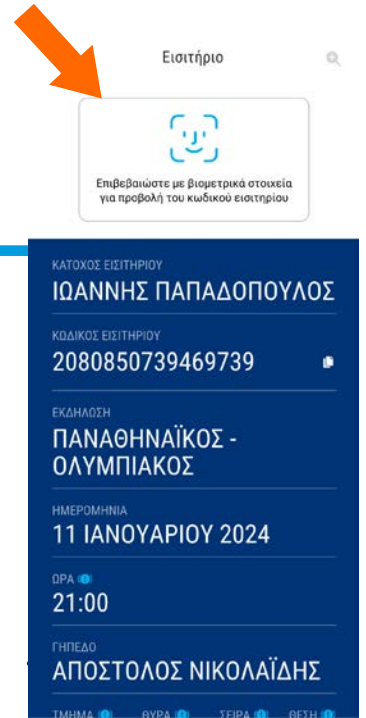 Εισιτήριο
Επιβεβαιώστε με βιομετρικά στοιχεία
για προβολή του κωδικού εισιτηρίου
ΚΑΤΟΧΟΣ ΕΙΣΙΤΗΡΙΟΥ
ΙΩΑΝΝΗΣ ΠΑΠΑΔΟΠΟΥΛΟΣ
ΚΩΔΙΚΟΣ ΕΙΣΙΤΗΡΙΟΥ
2080850739469739
ΕΚΔΗΛΩΣΗ
ΠΑΝΑΘΗΝΑΪΚΟΣ -
ΟΛΥΜΠΙΑΚΟΣ
ΗΜΕΡΟΜΗΝΙΑ
11 ΙΑΝΟΥΑΡΙΟΥ 2024
ΩΡΑ
21:00
ΓΗΠΕΔΟ
ΑΠΟΣΤΟΛΟΣ ΝΙΚΟΛΑΪΔΗΣ
ΤΜΗΜΑ ΘΥΡΑ ΣΕΙΡΑ ΘΕΣΗ